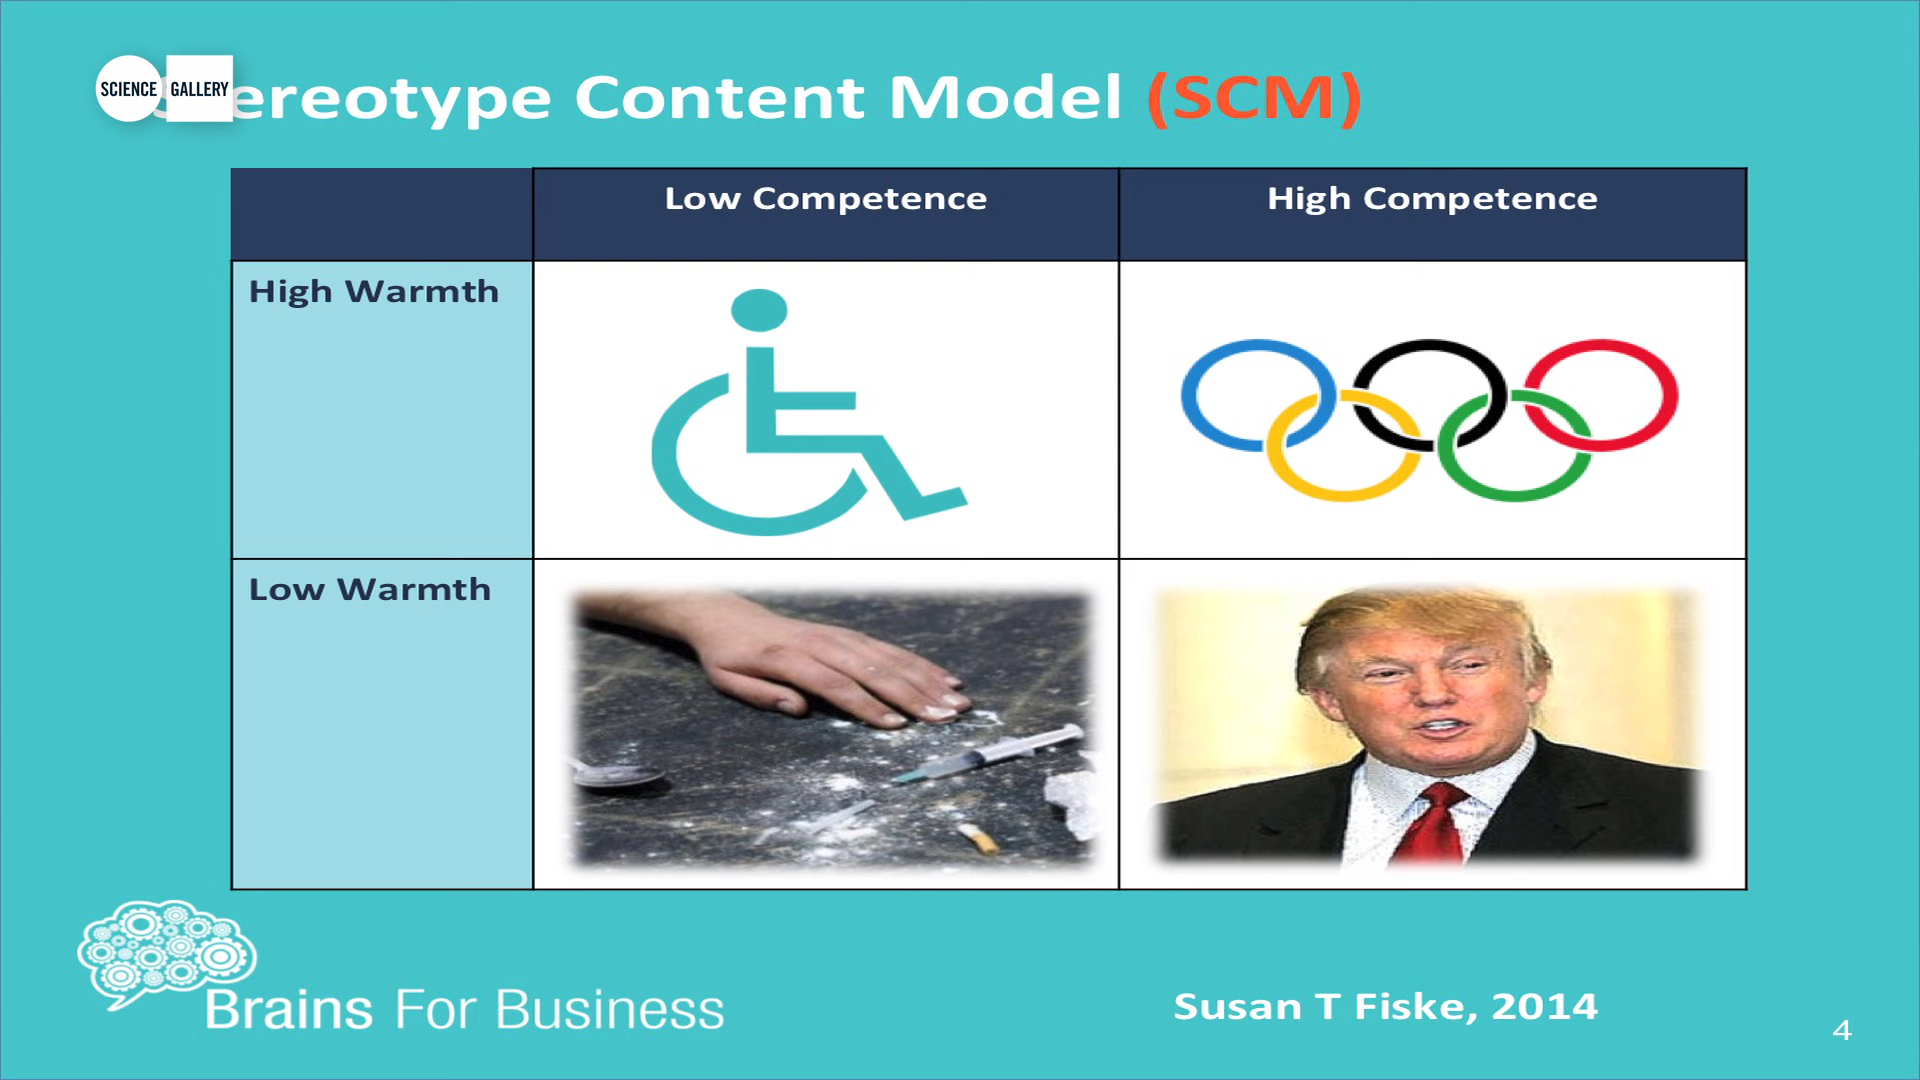 SCIENCE GALLERY
ereotype Content Model (SCM)
Low Competence High Competence
High Warmth
Low Warmth
Brains For Business
Susan T Fiske, 2014
4